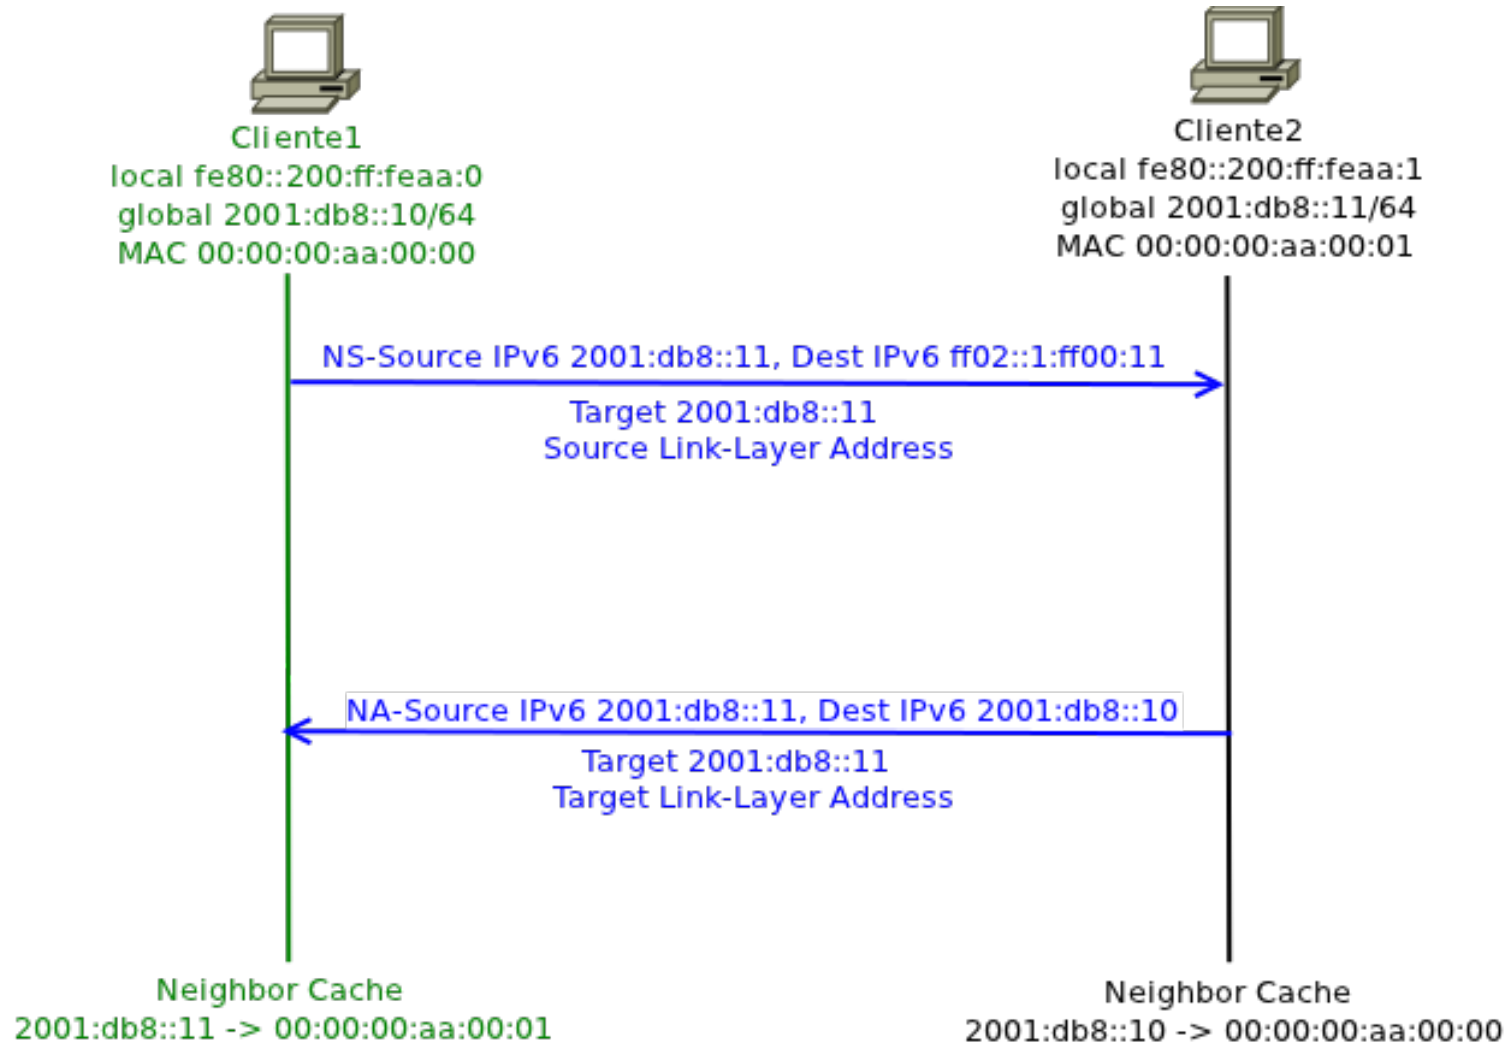 Cliente1
local fe80::200:ff:feaa:0
global 2001:db8::10/64
MAC 00:00:00:aa:00:00
Cliente2
local fe80::200:ff:feaa:1
global 2001:db8::11/64
MAC 00:00:00:aa:00:01
NS-Source IPv6 2001:db8::11, Dest IPv6 ff02::1:ff00:11
Target 2001:db8::11
Source Link-Layer Address
NA-Source IPv6 2001:db8::11, Dest IPv6 2001:db8::10
Target 2001:db8::11
Target Link-Layer Address
Neighbor Cache
2001:db8::11 -> 00:00:00:aa:00:01
Neighbor Cache
2001:db8::10 -> 00:00:00:aa:00:00